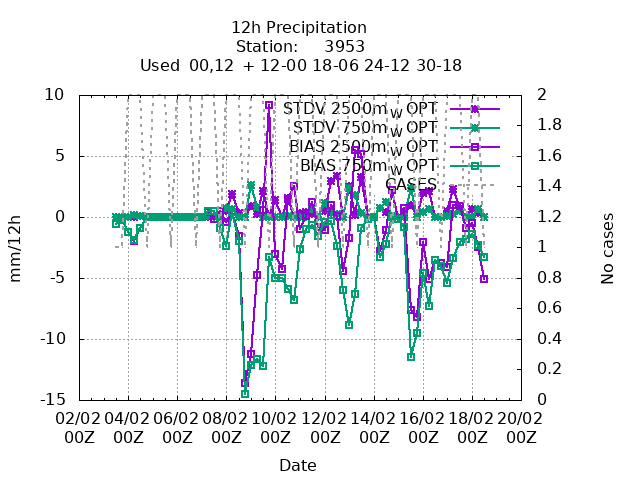 12h Precipitation
Station: 3953
Used 00,12 + 12-00 18-06 24-12 30-18
10
5
0
-5
-10
-15
mm/12h
2
1.8
1.6
1.4
1.2
1
0.8
0.6
0.4
0.2
0
No cases
STDV 2500m W OPT
STDV 750m W OPT
BIAS 2500m W OPT
BIAS 750m W OPT
CASES
02/02 04/02 06/02 08/02 10/02 12/02 14/02 16/02 18/02 20/02
00Z 00Z 00Z 00Z 00Z 00Z 00Z 00Z 00Z 00Z
Date